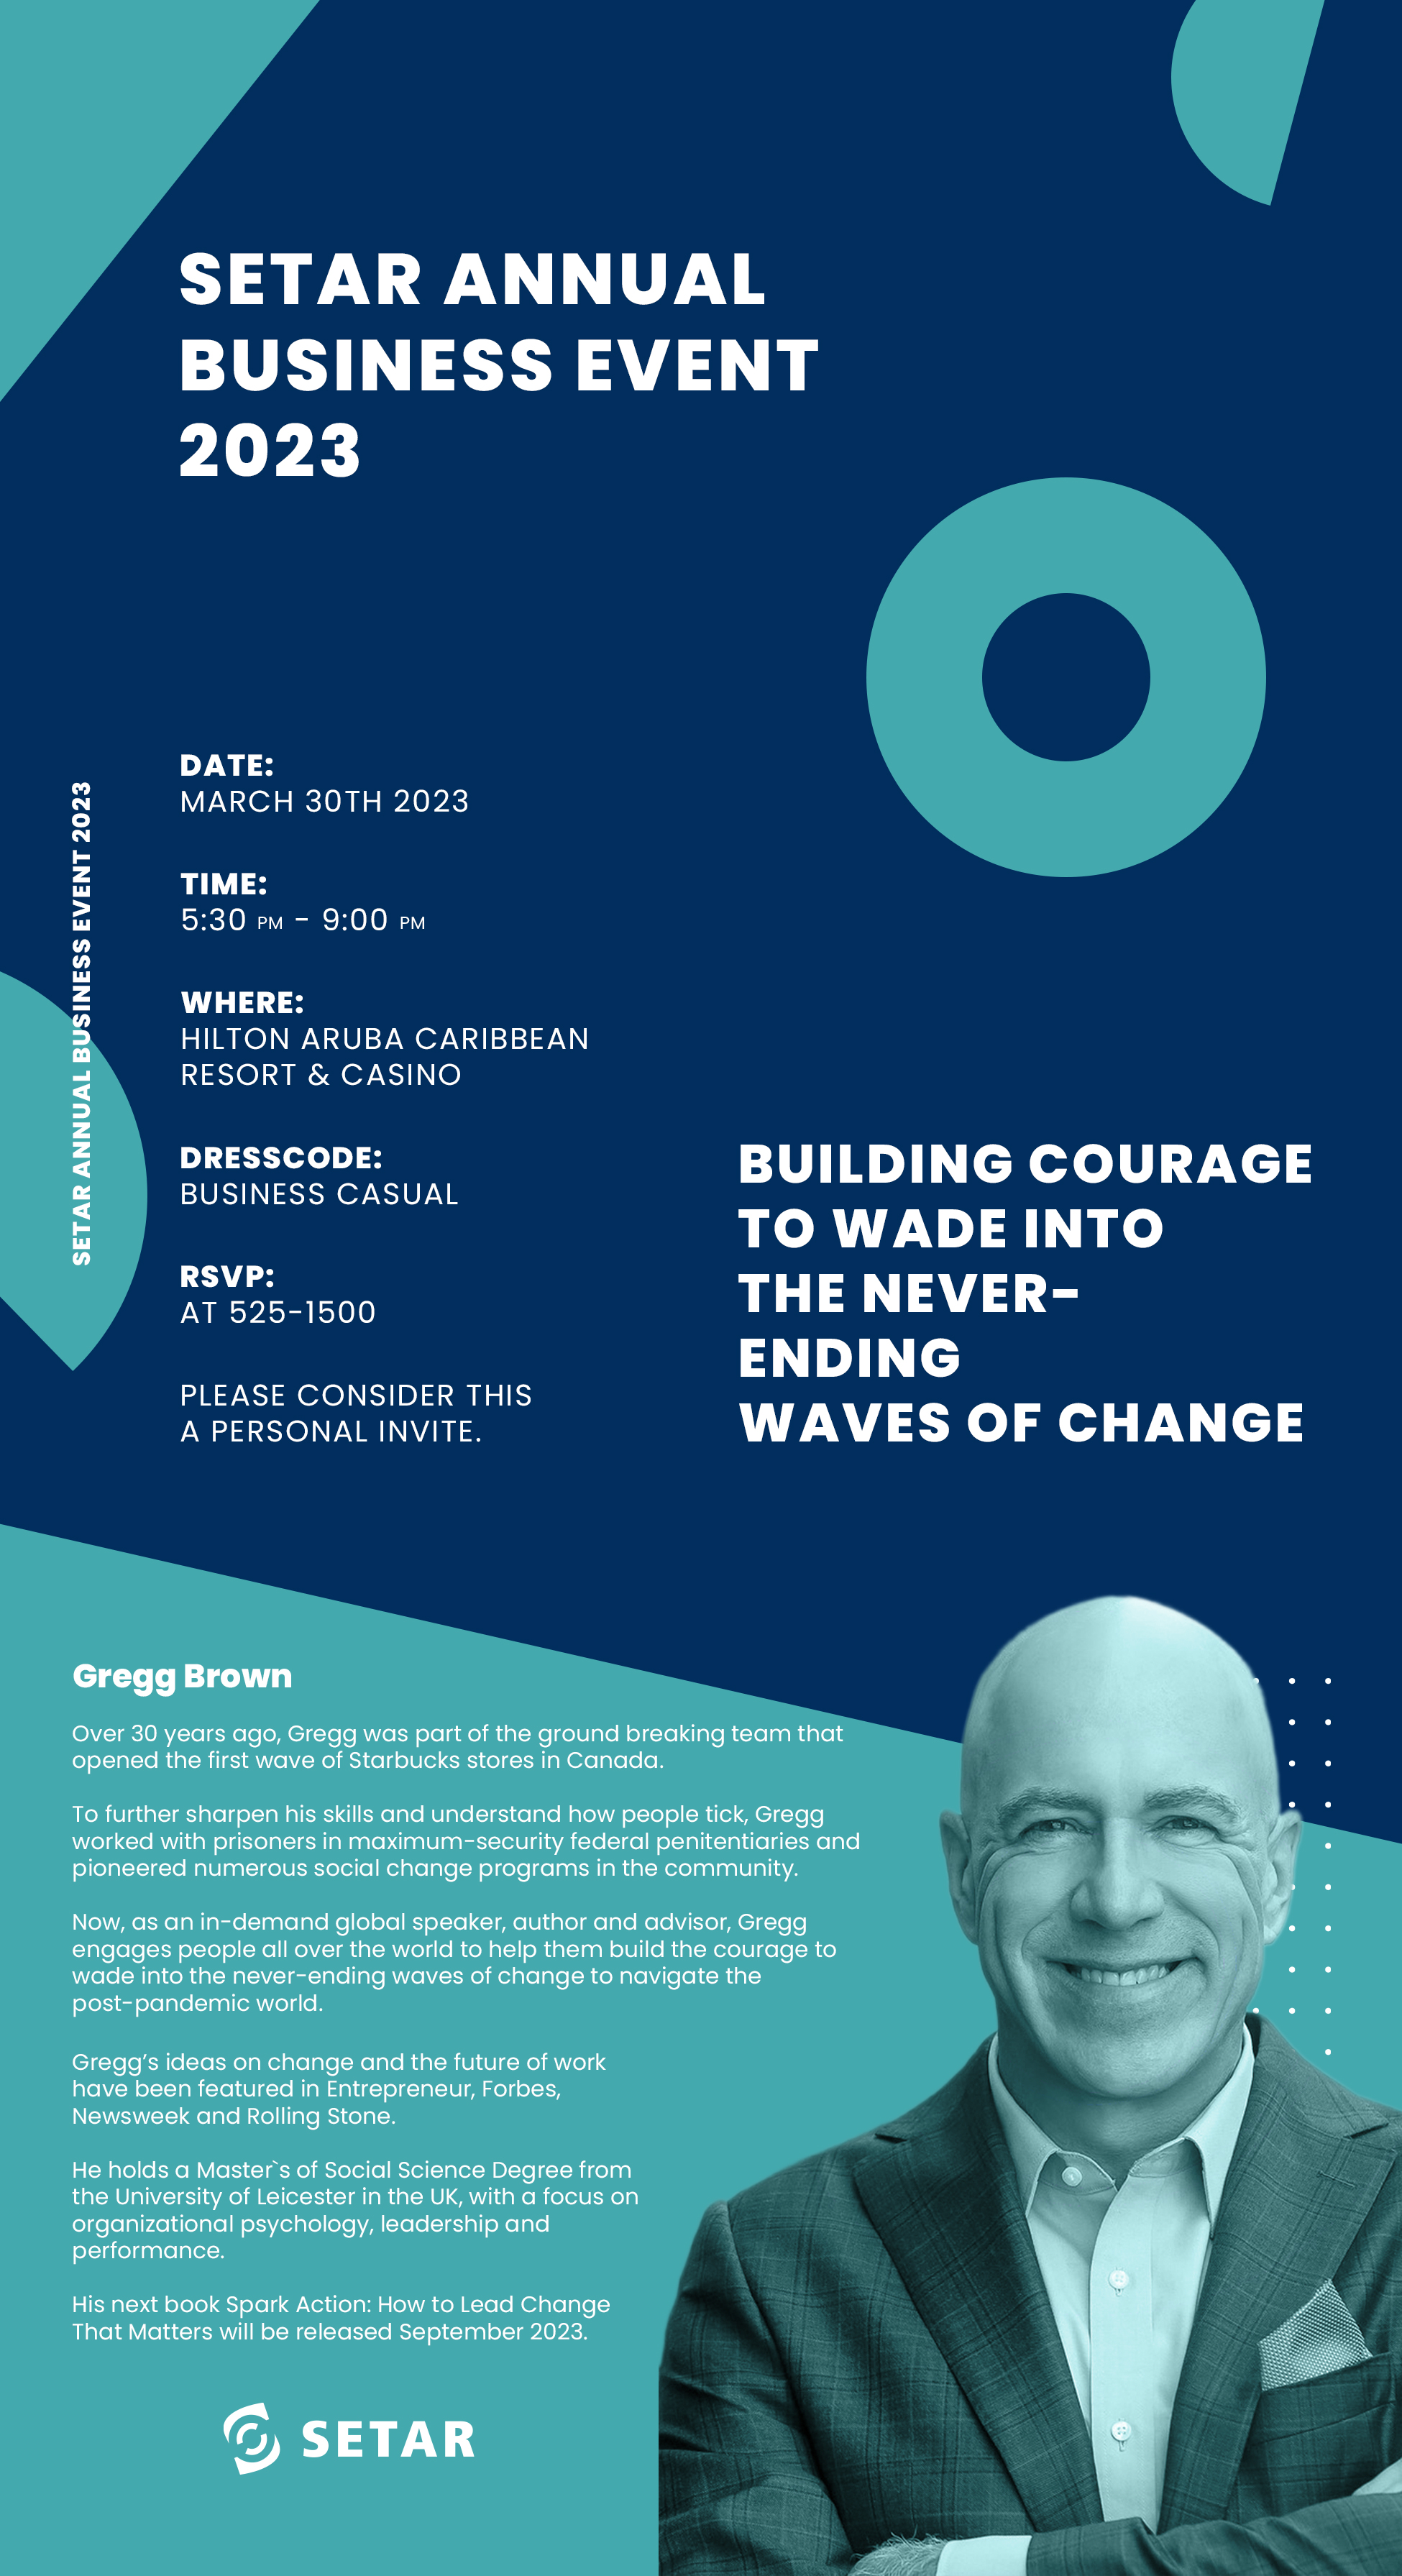 SETAR ANNUAL
BUSINESS EVENT
2023
SETAR ANNUAL BUSINESS EVENT 2023
DATE:
MARCH 30TH 2023
TIME:
5:30 PM - 9:00 PM
WHERE:
HILTON ARUBA CARIBBEAN
RESORT & CASINO
DRESSCODE:
BUSINESS CASUAL
RSVP:
AT 525-1500
PLEASE CONSIDER THIS
A PERSONAL INVITE.
BUILDING COURAGE
TO WADE INTO
THE NEVER-
ENDING
WAVES OF CHANGE
Gregg Brown
Over 30 years ago, Gregg was part of the ground breaking team that
opened the first wave of Starbucks stores in Canada.
To further sharpen his skills and understand how people tick, Gregg
worked with prisoners in maximum-security federal penitentiaries and
pioneered numerous social change programs in the community.
Now, as an in-demand global speaker, author and advisor, Gregg
engages people all over the world to help them build the courage to
wade into the never-ending waves of change to navigate the
post-pandemic world.
Gregg’s ideas on change and the future of work
have been featured in Entrepreneur, Forbes,
Newsweek and Rolling Stone.
He holds a Master`s of Social Science Degree from
the University of Leicester in the UK, with a focus on
organizational psychology, leadership and
performance.
His next book Spark Action: How to Lead Change
That Matters will be released September 2023.
SETAR